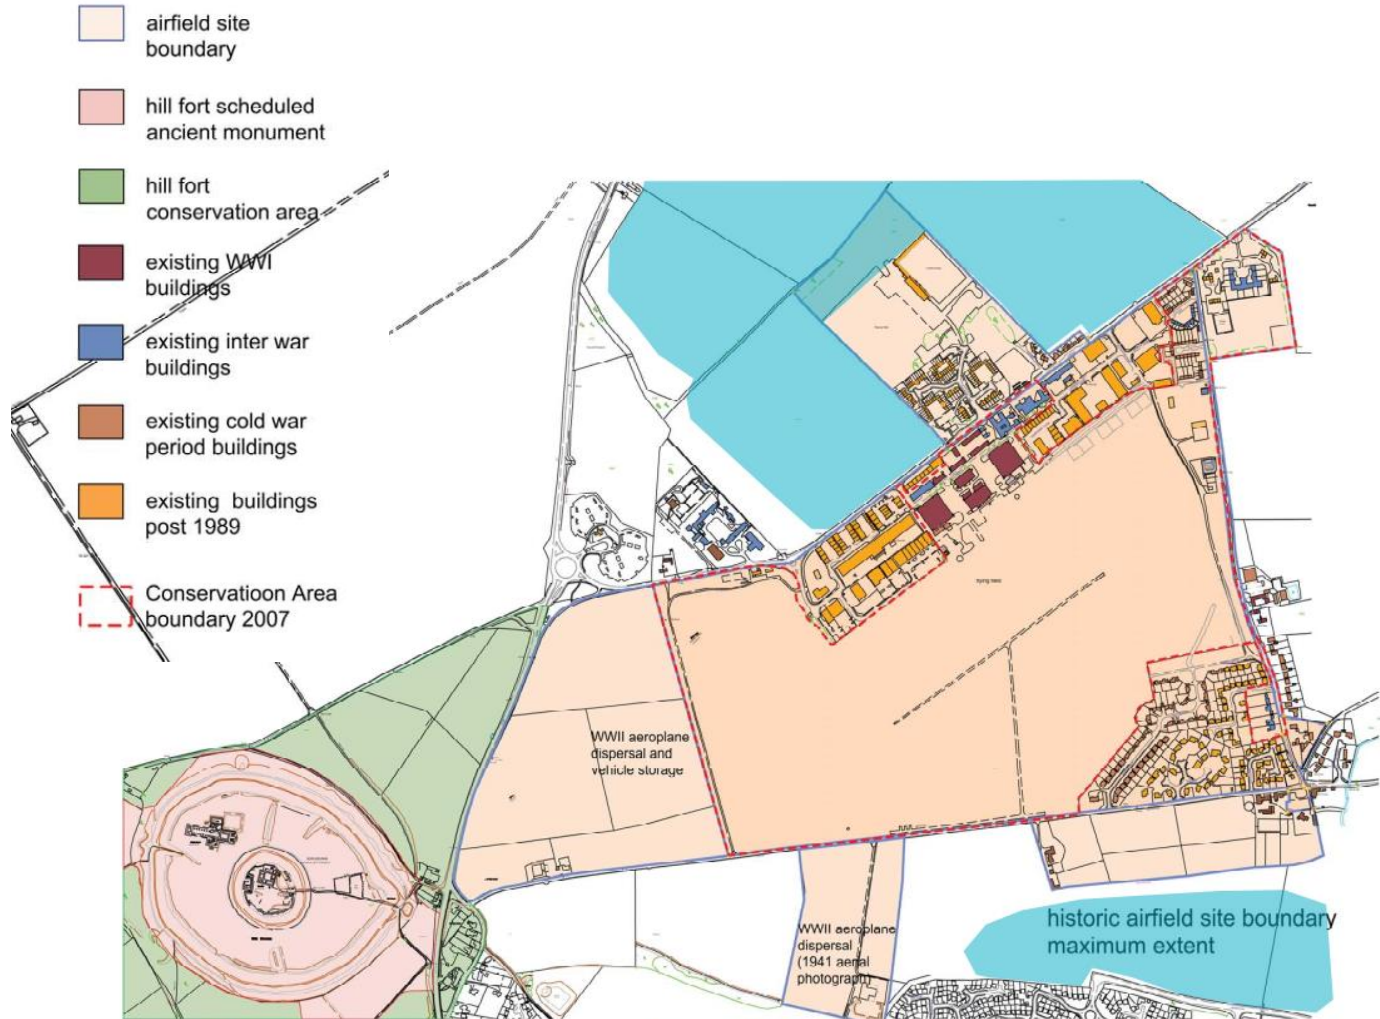 airfield site
boundary
hill fort scheduled
ancient monument
hill fort
conservation area
existing WWI
buildings
existing inter war
buildings
existing cold war
period buildings
existing buildings
post 1989
Conservatioon Area
boundary 2007
flying field
WWII aeroplane
dispersal and
vehicle storage
WWII aeroplane
dispersal
(1941 aerial
photograph)
historic airfield site boundary
maximum extent